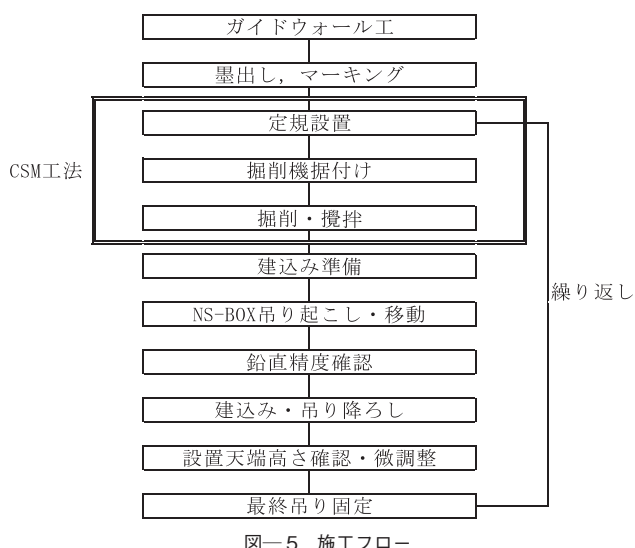 ガイドウォール工
墨出し，マーキング
定規設置
CSM工法
掘削機据付け
掘削・攪拌
建込み準備
繰り返し
NS-BOX吊り起こし・移動
鉛直精度確認
建込み・吊り降ろし
設置天端高さ確認・微調整
最終吊り固定
図―5　施工フロー